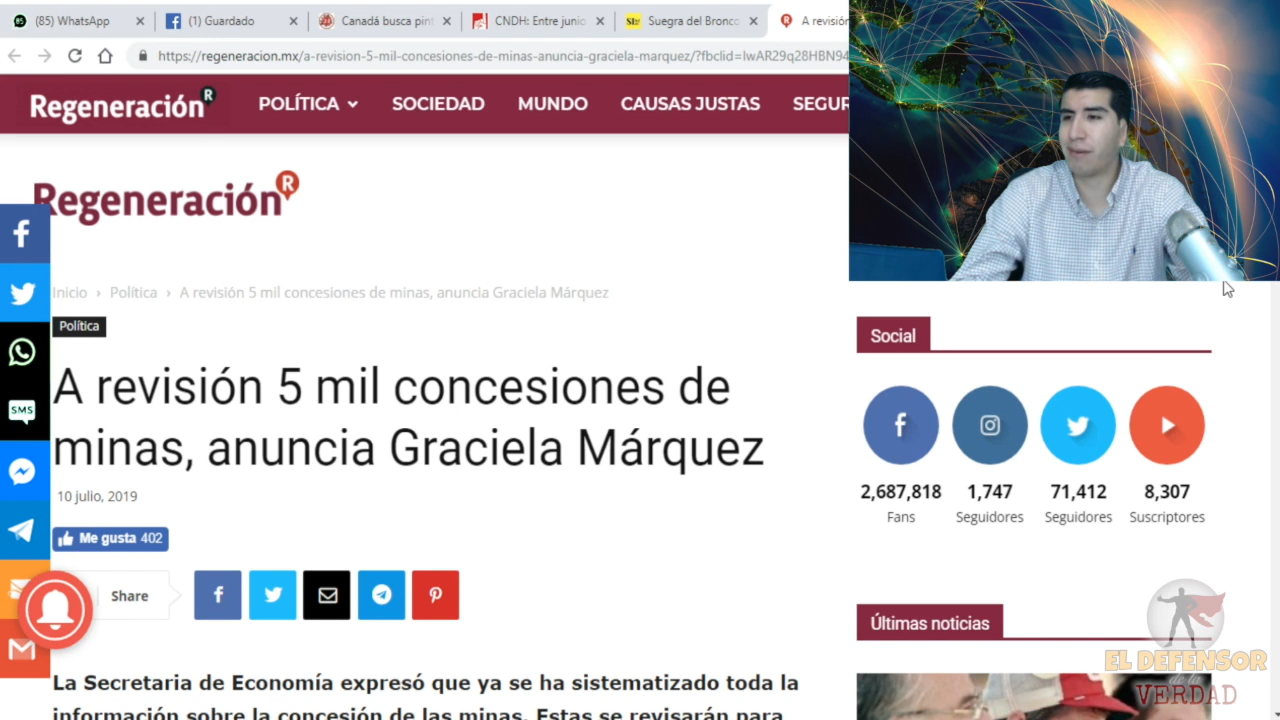 (85) WhatsApp
(1) Guardado
Canadá busca pint
CNDH: Entre junio
SDP
Suegra del Bronco
A revisión
https://regeneracion.mx/a-revision-5-mil-concesiones-de-minas-anuncia-graciela-marquez/?fbclid=IwAR29q28HBN94
Regeneración R
POLÍTICA
SOCIEDAD
MUNDO
CAUSAS JUSTAS
SEGUR
Regeneración R
Inicio › Política › A revisión 5 mil concesiones de minas, anuncia Graciela Márquez
Política
A revisión 5 mil concesiones de
minas, anuncia Graciela Márquez
10 julio, 2019
Me gusta 402
Share
SMS
La Secretaria de Economía expresó que ya se ha sistematizado toda la
información sobre la concesión de las minas. Estas se revisarán para
Social
2,687,818
Fans
1,747
Seguidores
71,412
Seguidores
8,307
Suscriptores
Últimas noticias
EL DEFENSOR
de la
VERDAD